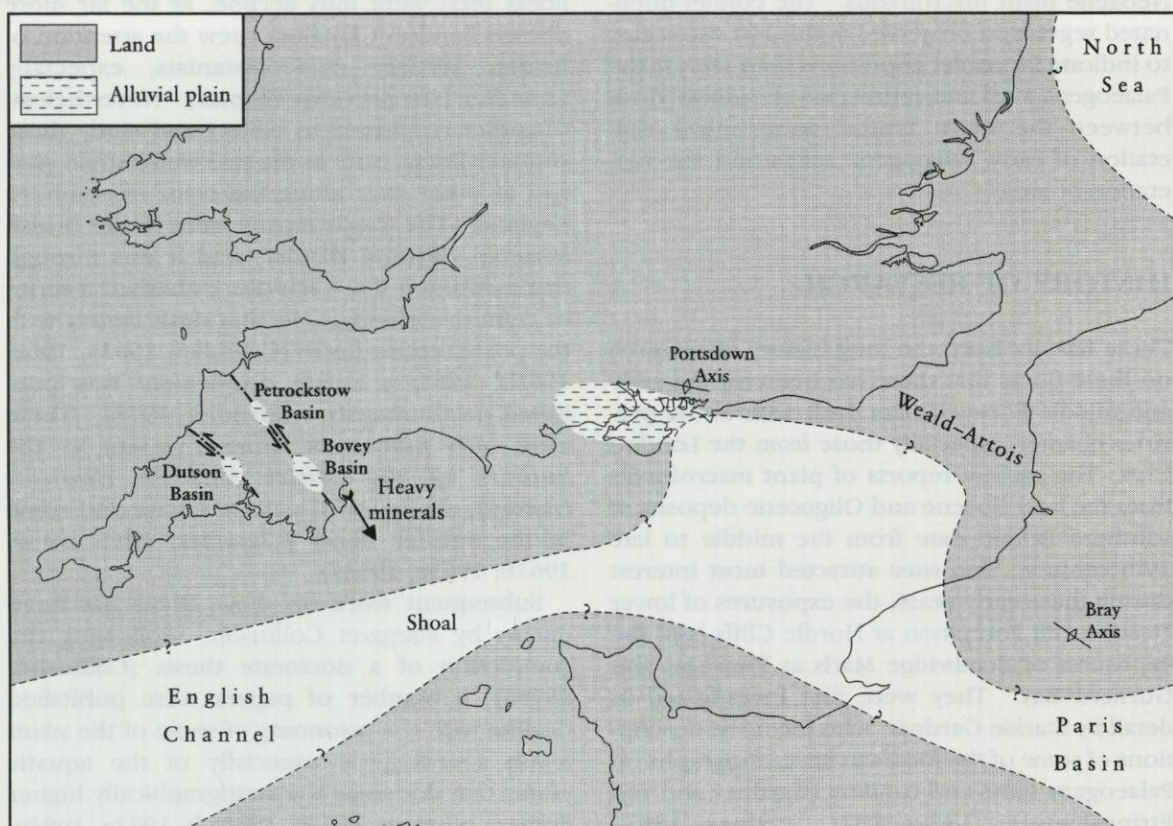 Land
Alluvial plain
North
Sea
Portsdown
Axis
Weald–Artois
Petrockstow
Basin
Bovey
Basin
Dutson
Basin
Heavy
minerals
Shoal
Bray
Axis
English
Channel
Paris
Basin
?
?
?
?
?
?
?
?
?
?
?
?